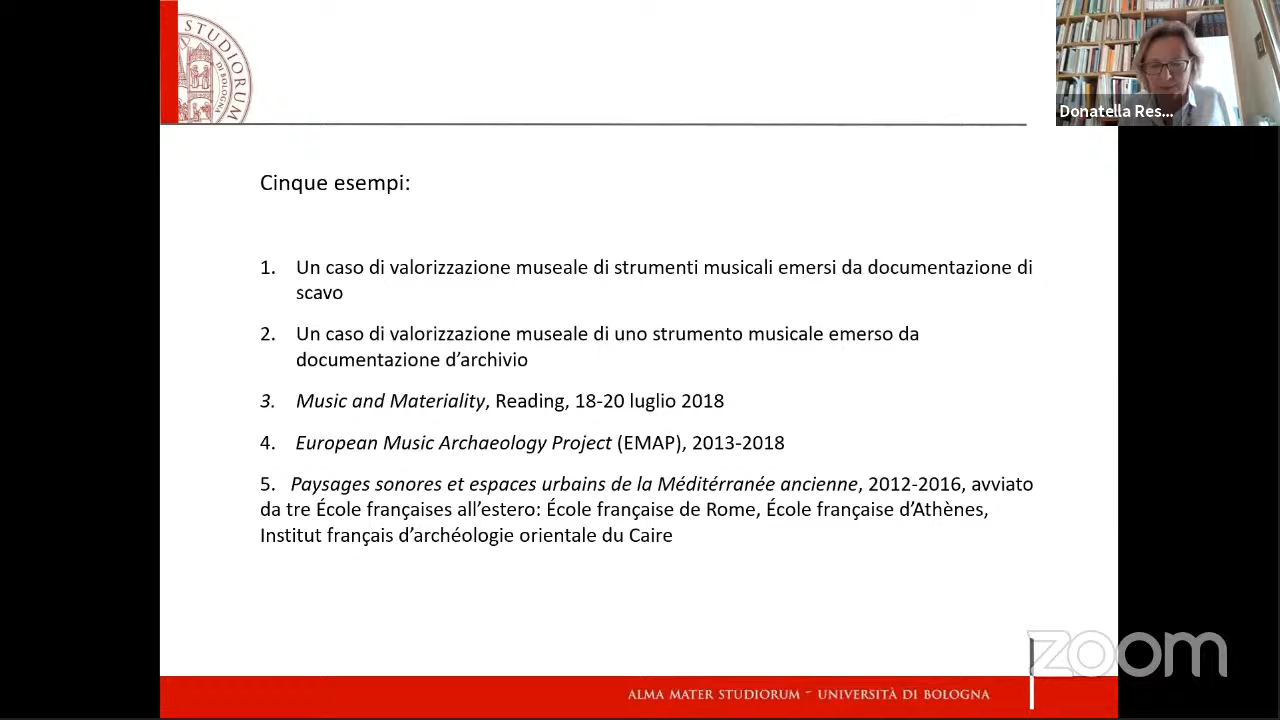 STUDIORUM
DI BOLOGNA
Donatella Res...
Cinque esempi:
1. Un caso di valorizzazione museale di strumenti musicali emersi da documentazione di
scavo
2. Un caso di valorizzazione museale di uno strumento musicale emerso da
documentazione d’archivio
3. Music and Materiality, Reading, 18-20 luglio 2018
4. European Music Archaeology Project (EMAP), 2013-2018
5. Paysages sonores et espaces urbains de la Méditérranée ancienne, 2012-2016, avviato
da tre École françaises all’estero: École française de Rome, École française d’Athènes,
Institut français d’archéologie orientale du Caire
zoom
ALMA MATER STUDIORUM ~ UNIVERSITÀ DI BOLOGNA